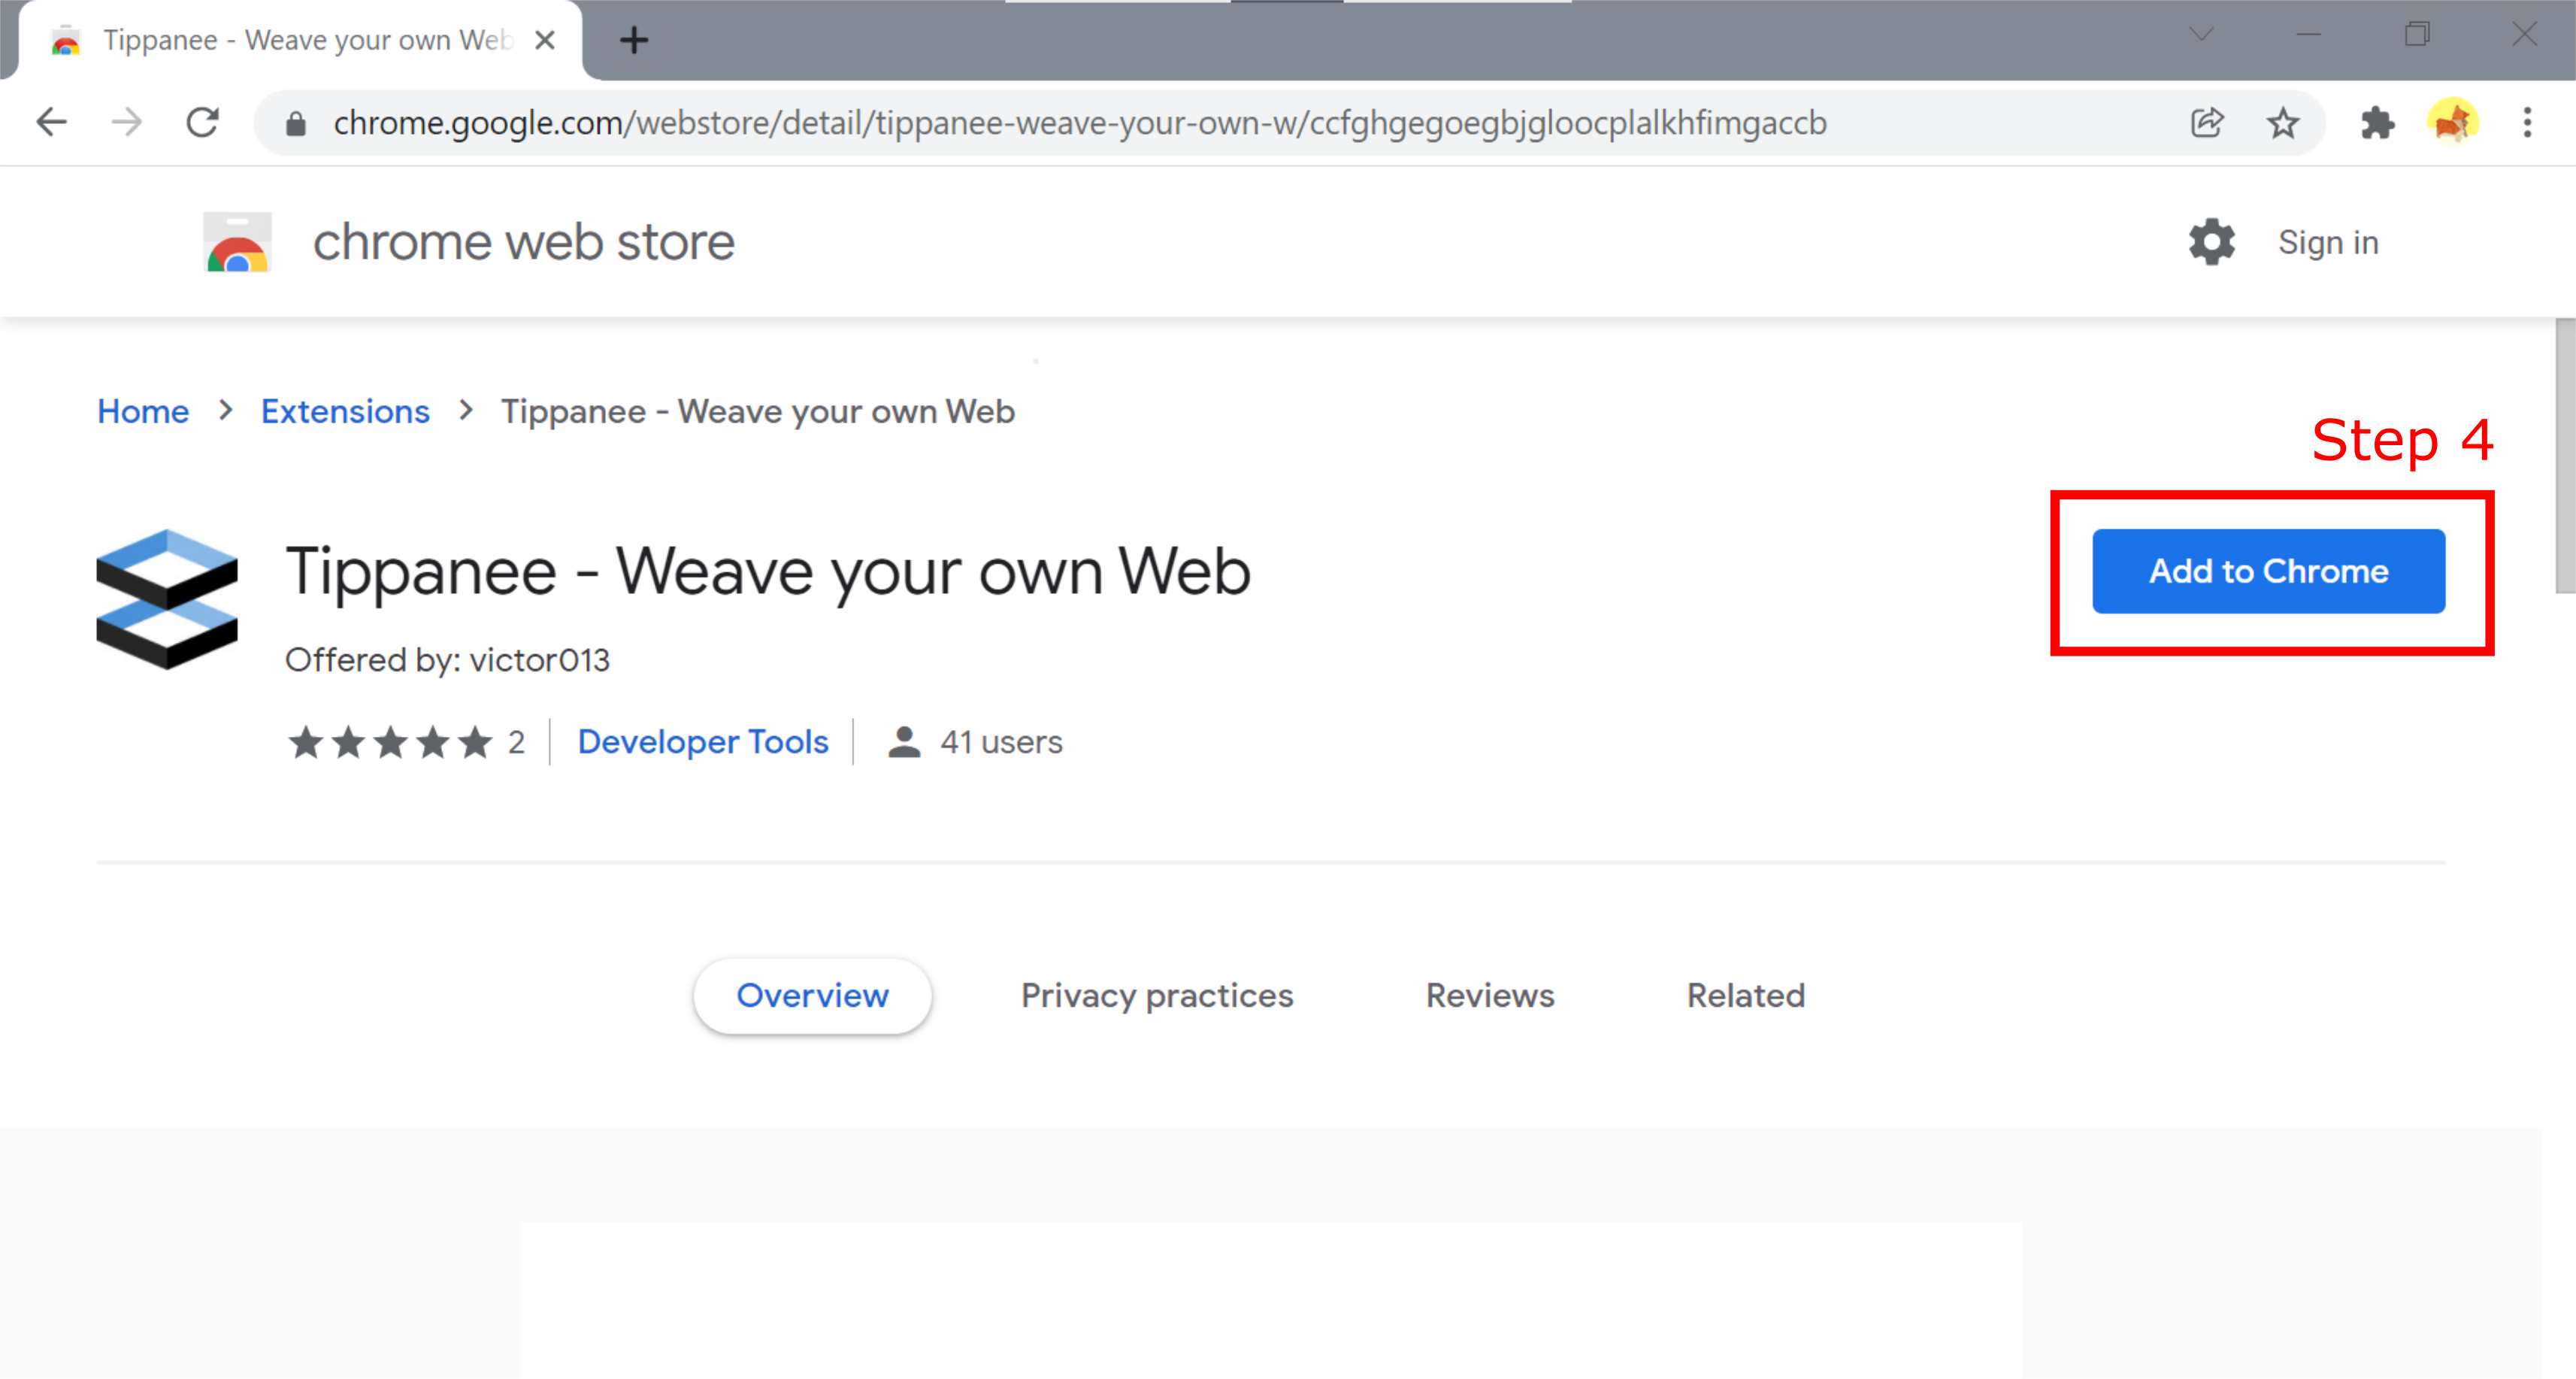 Tippanee - Weave your own Web
chrome.google.com/webstore/detail/tippanee-weave-your-own-w/ccfghgegoegbjgloocplalkhfimgaccb
chrome web store
Sign in
Home > Extensions > Tippanee - Weave your own Web
Step 4
Tippanee - Weave your own Web
Add to Chrome
Offered by: victor013
2 Developer Tools 41 users
Overview Privacy practices Reviews Related